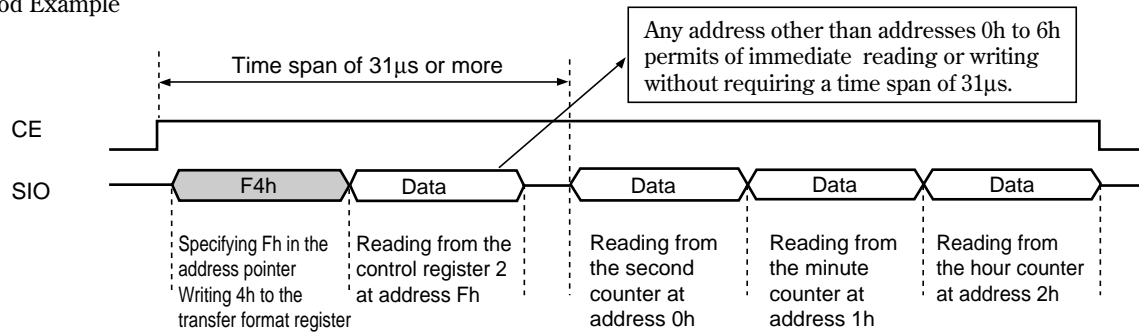 Example
Any address other than addresses 0h to 6h
permits of immediate reading or writing
without requiring a time span of 31µs.
Time span of 31µs or more
CE
SIO
F4h
Data
Data
Data
Data
Specifying Fh in the
address pointer
Writing 4h to the
transfer format register
Reading from the
control register 2
at address Fh
Reading from
the second
counter at
address 0h
Reading from
the minute
counter at
address 1h
Reading from
the hour counter
at address 2h